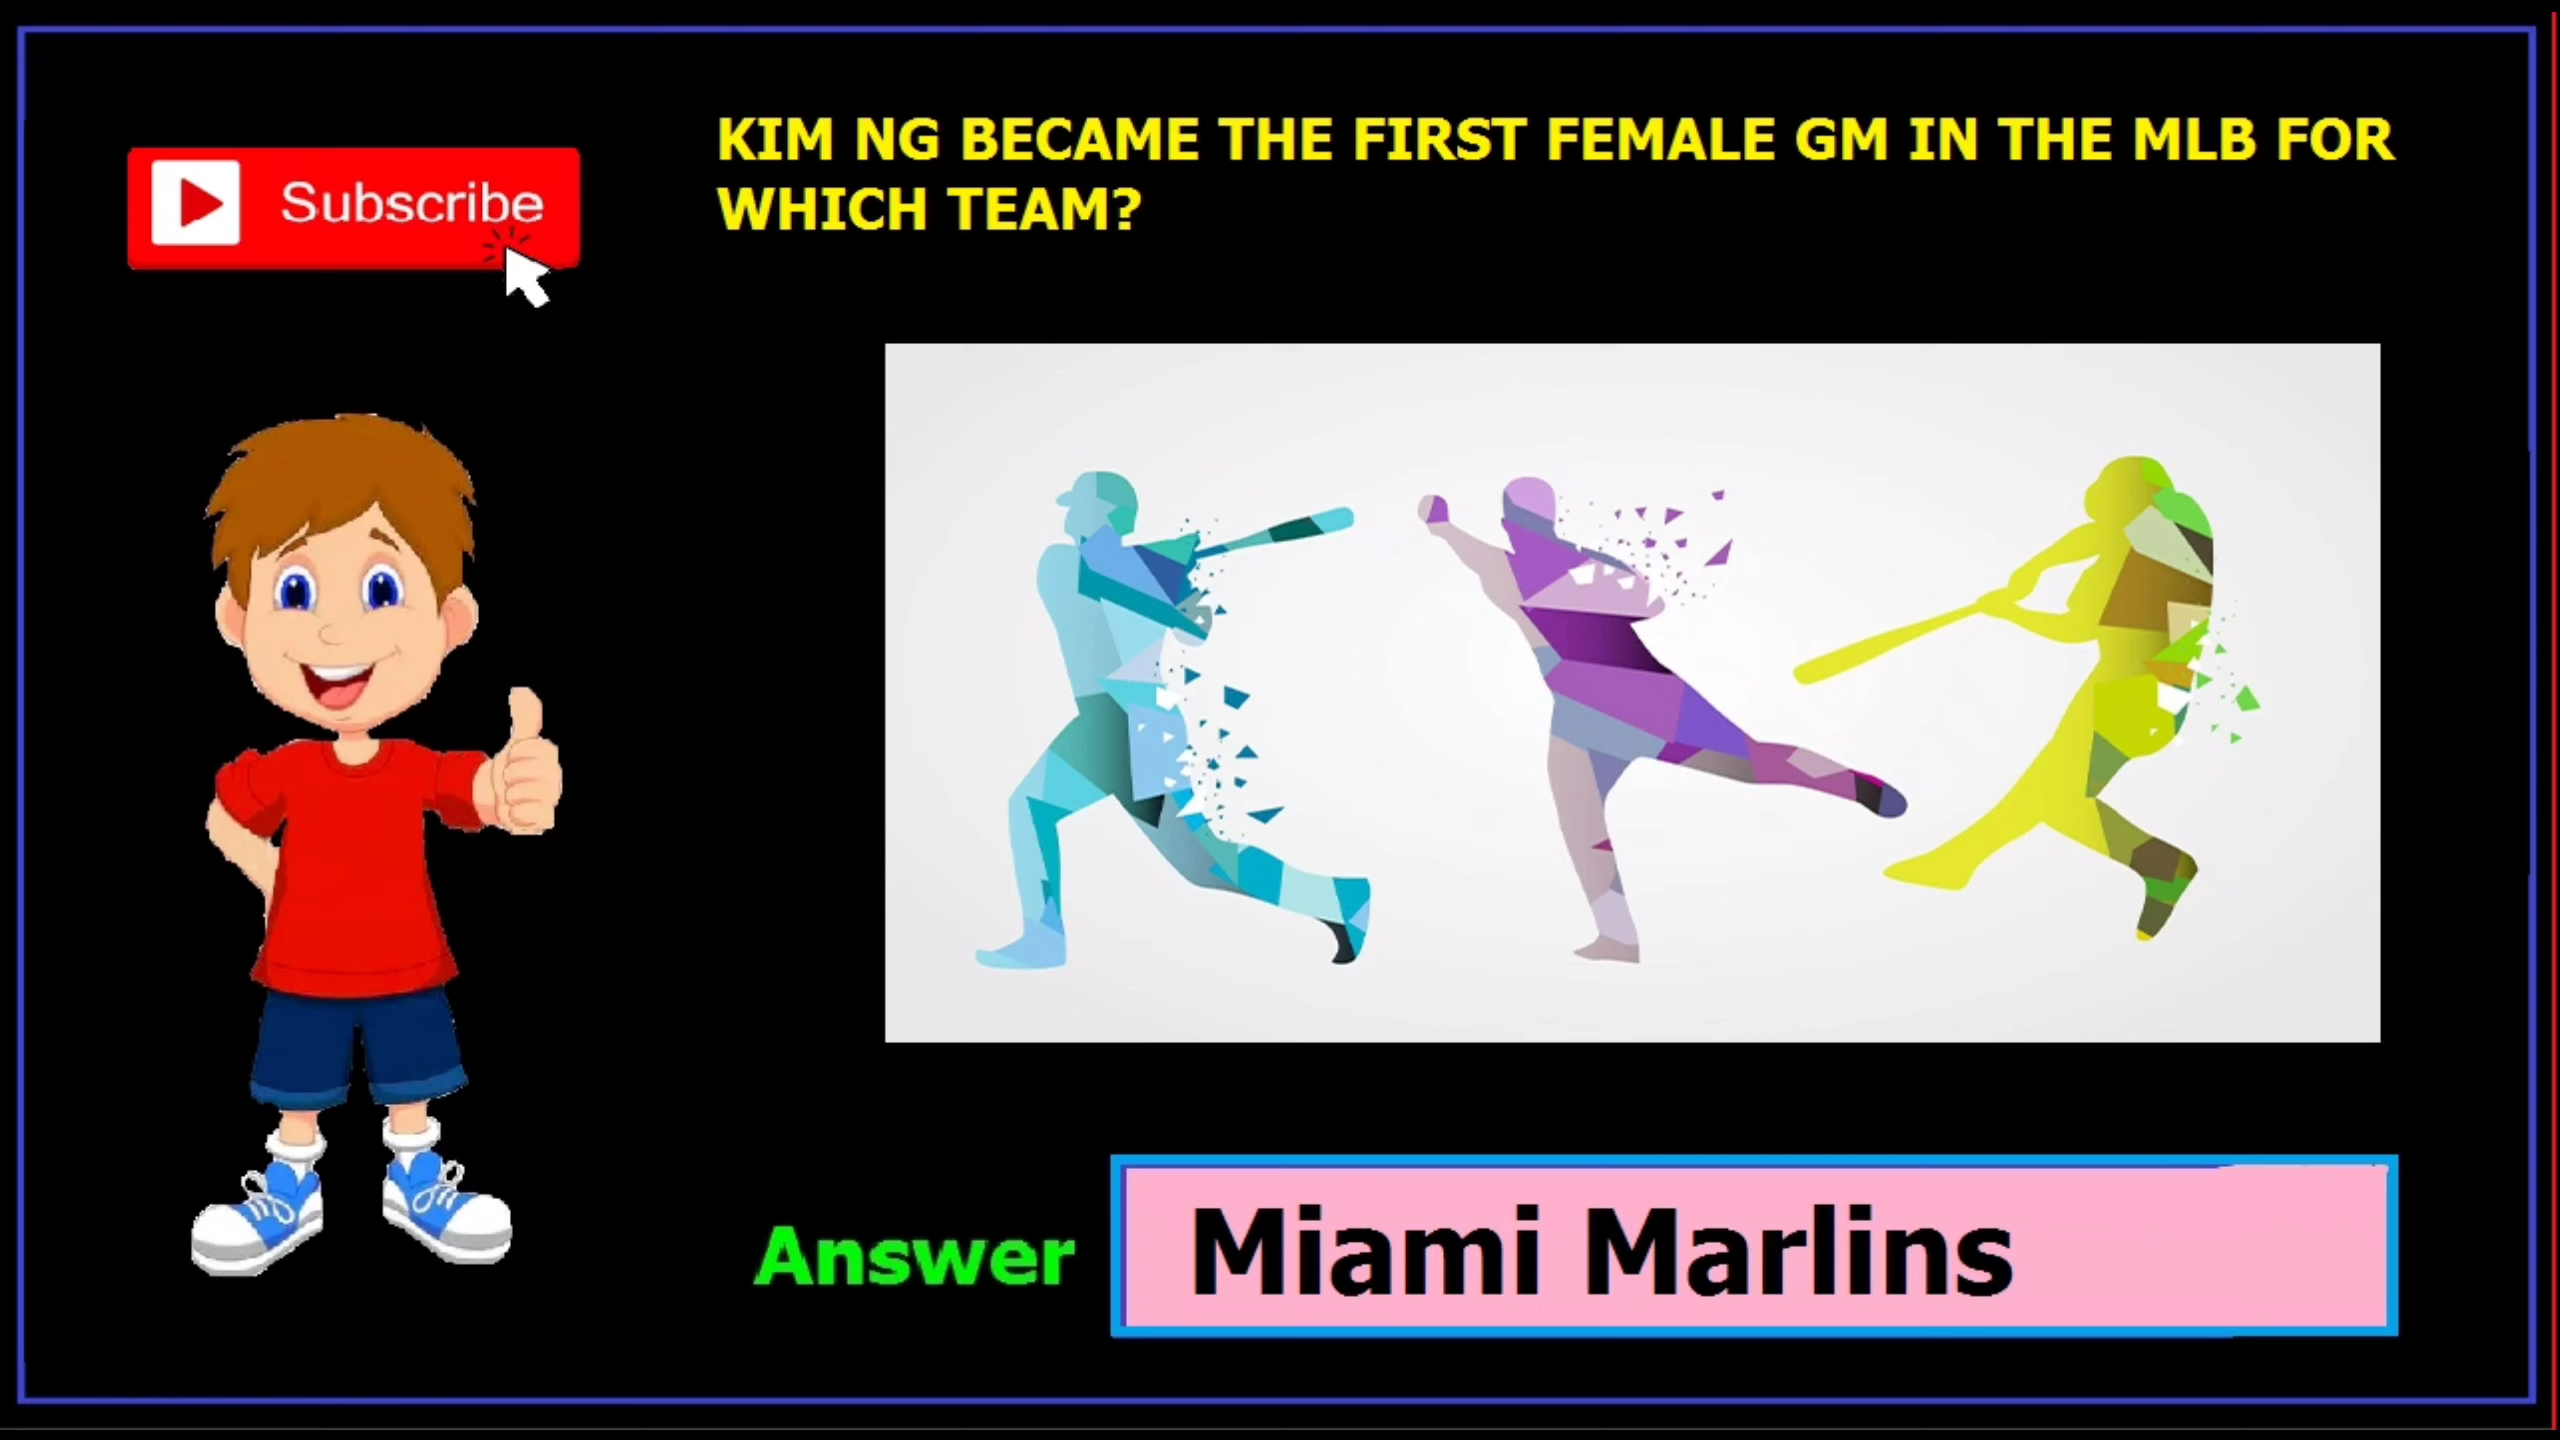 Subscribe
KIM NG BECAME THE FIRST FEMALE GM IN THE MLB FOR
WHICH TEAM?
Answer
Miami Marlins